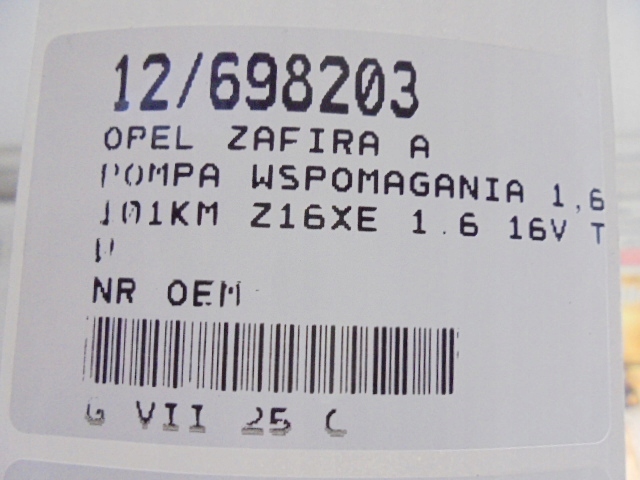 12/698203
OPEL ZAFIRA A
POMPA WSPOMAGANIA 1,6
101KM Z16XE 1.6 16V T
NR OEM
G VII 25 C